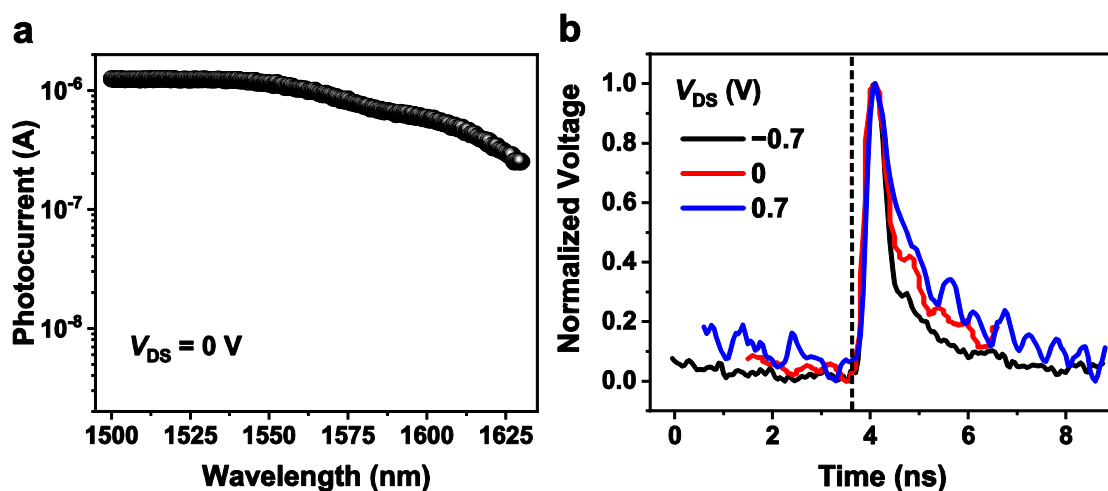 a
Photocurrent (A)
10⁻⁶
10⁻⁷
10⁻⁸
V_DS = 0 V
1500 1525 1550 1575 1600 1625
Wavelength (nm)
b
Normalized Voltage
1.0
0.8
0.6
0.4
0.2
0.0
V_DS (V)
−0.7
0
0.7
0 2 4 6 8
Time (ns)